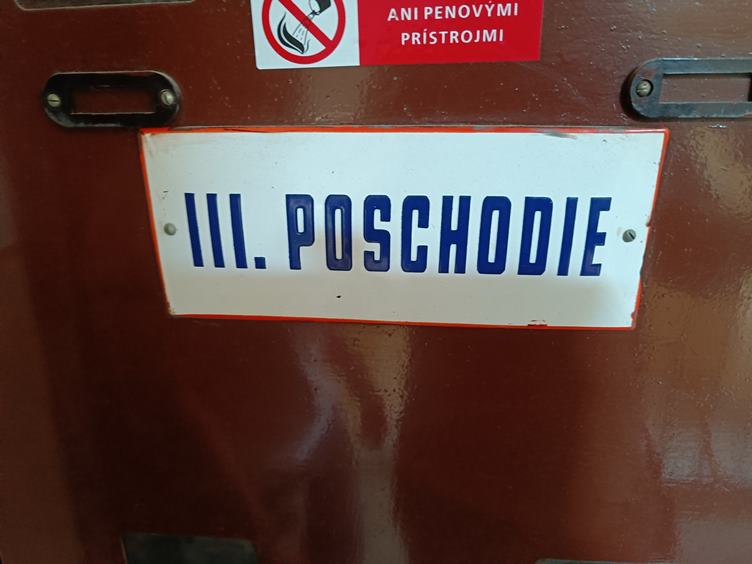 ANI PENOVÝMI
PRÍSTROJMI
III. POSCHODIE